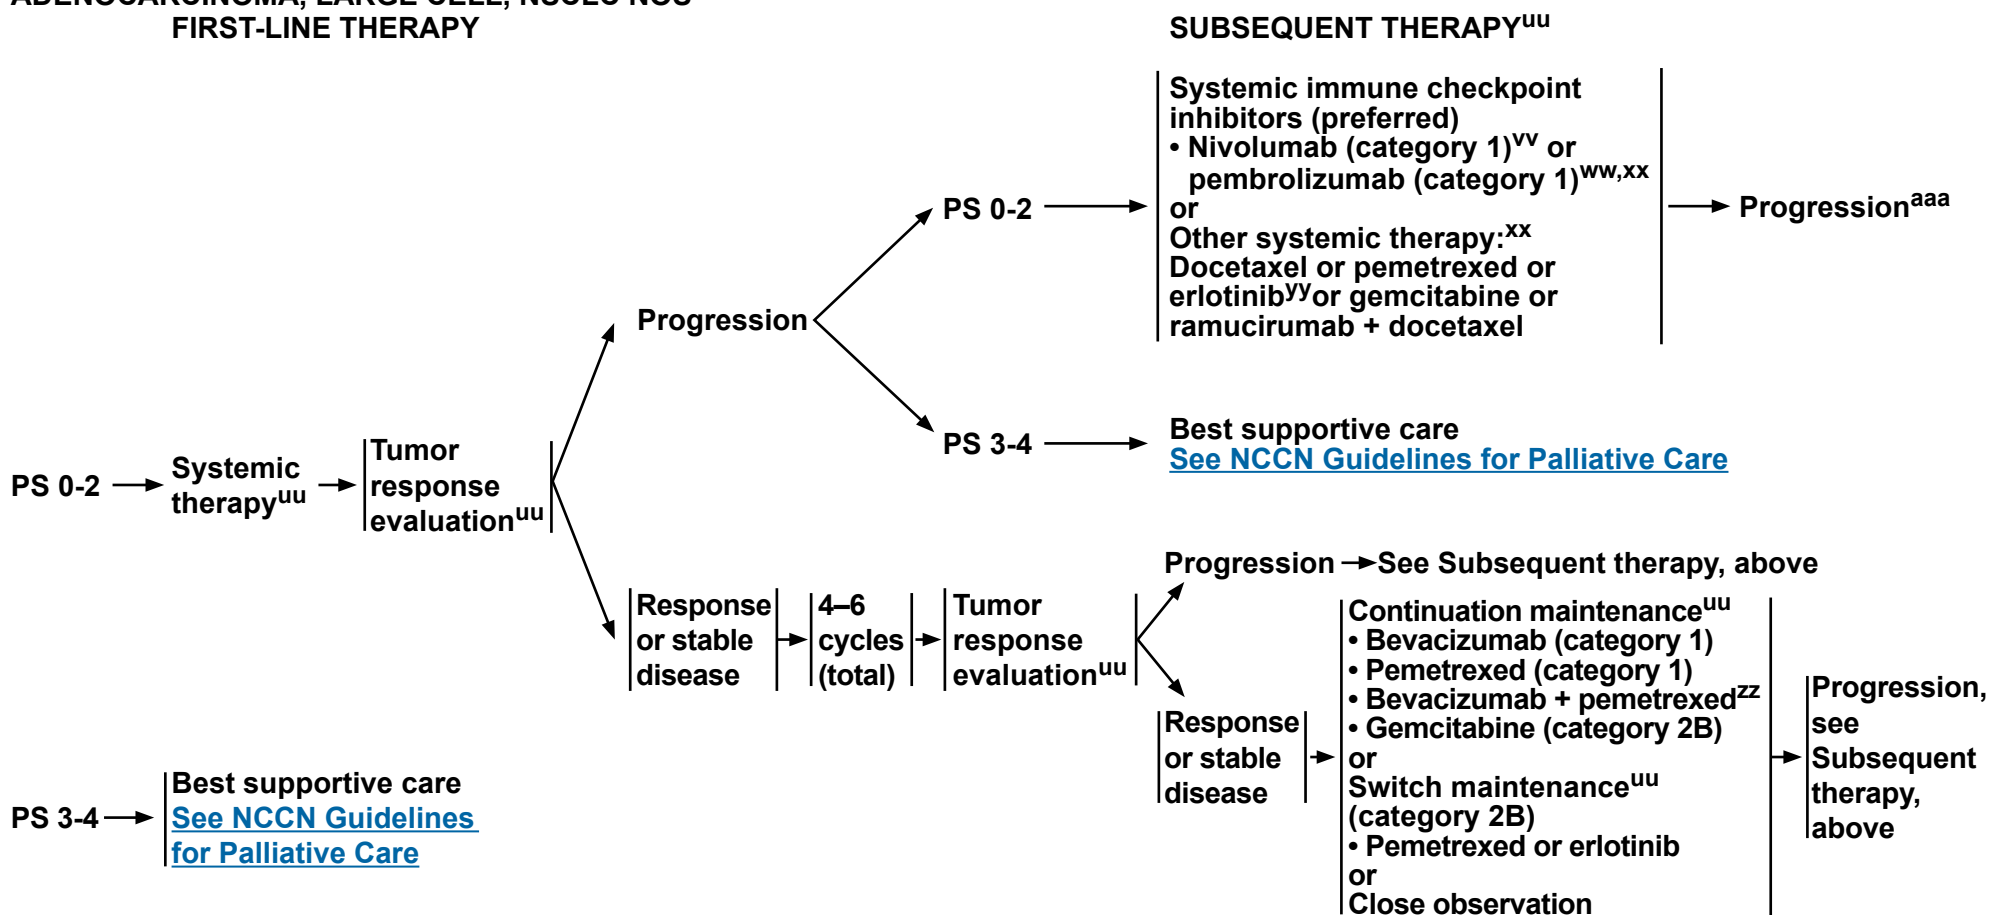 ADENOCARCINOMA, LARGE CELL, NSCLC NOS
FIRST-LINE THERAPY
SUBSEQUENT THERAPYuu
Systemic immune checkpoint
inhibitors (preferred)
• Nivolumab (category 1)vv or
pembrolizumab (category 1)ww,xx
or
Other systemic therapy:xx
Docetaxel or pemetrexed or
erlotinibyyor gemcitabine or
ramucirumab + docetaxel
PS 0-2
Progressionaaa
Progression
PS 3-4
Best supportive care
See NCCN Guidelines for Palliative Care
PS 0-2
Systemic
therapyuu
Tumor
response
evaluationuu
Response
or stable
disease
4–6
cycles
(total)
Tumor
response
evaluationuu
Progression
See Subsequent therapy, above
Response
or stable
disease
Continuation maintenanceuu
• Bevacizumab (category 1)
• Pemetrexed (category 1)
• Bevacizumab + pemetrexedzz
• Gemcitabine (category 2B)
or
Switch maintenanceuu
(category 2B)
• Pemetrexed or erlotinib
or
Close observation
Progression,
see
Subsequent
therapy,
above
PS 3-4
Best supportive care
See NCCN Guidelines
for Palliative Care